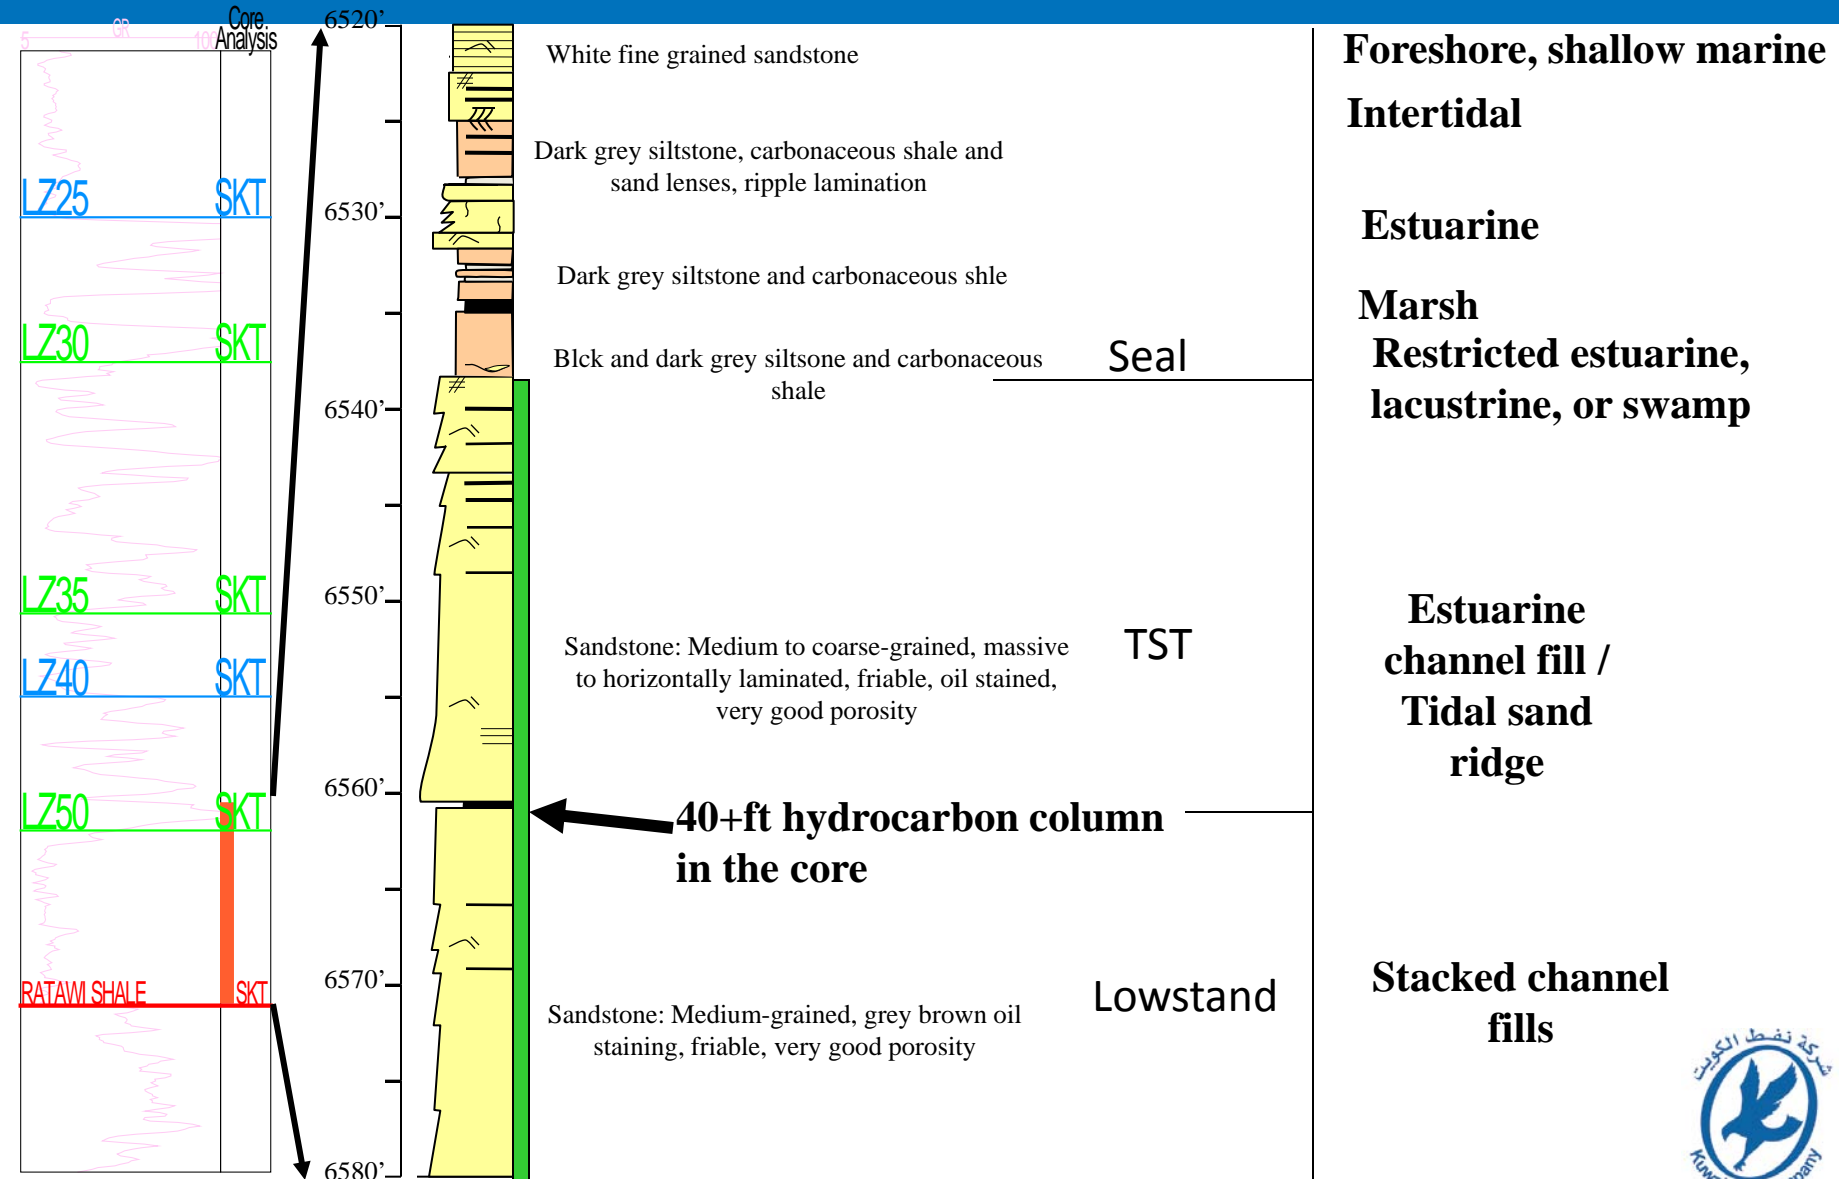 GR
5
100
Core.
Analysis
LZ25 SKT
LZ30 SKT
LZ35 SKT
LZ40 SKT
LZ50 SKT
RATAWI SHALE SKT
6520’
6530’
6540’
6550’
6560’
6570’
6580’
White fine grained sandstone
Dark grey siltstone, carbonaceous shale and
sand lenses, ripple lamination
Dark grey siltstone and carbonaceous shle
Blck and dark grey siltsone and carbonaceous
shale
Sandstone: Medium to coarse-grained, massive
to horizontally laminated, friable, oil stained,
very good porosity
40+ft hydrocarbon column
in the core
Sandstone: Medium-grained, grey brown oil
staining, friable, very good porosity
Seal
TST
Lowstand
Foreshore, shallow marine
Intertidal
Estuarine
Marsh
Restricted estuarine,
lacustrine, or swamp
Estuarine
channel fill /
Tidal sand
ridge
Stacked channel
fills
شركة نفط الكويت